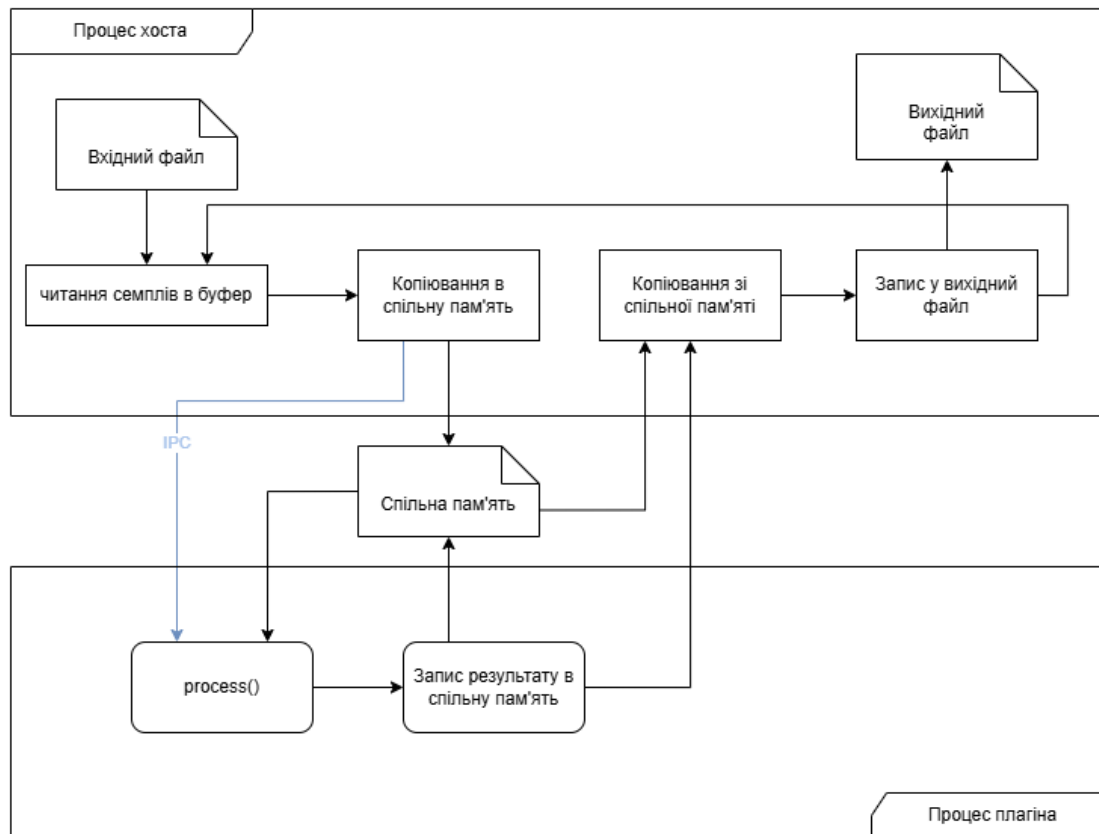 Процес хоста
Вихідний
файл
Вхідний файл
читання семплів в буфер
Копіювання в
спільну пам'ять
Копіювання зі
спільної пам'яті
Запис у вихідний
файл
IPC
Спільна пам'ять
process()
Запис результату в
спільну пам'ять
Процес плагіна